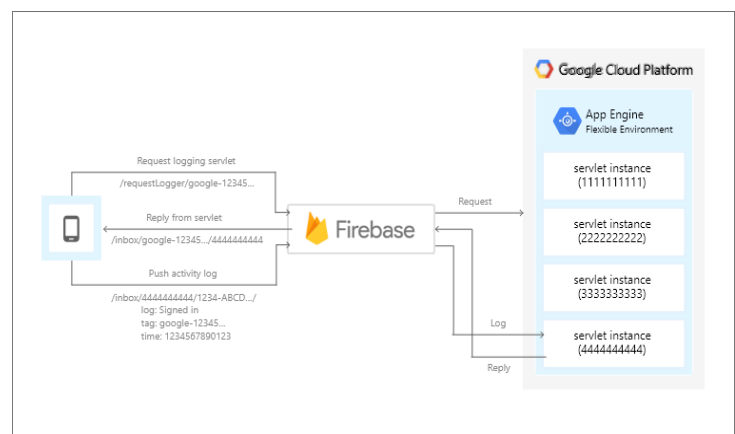 Google Cloud Platform
App Engine
Flexible Environment
Request logging servlet
/requestLogger/google-12345...
Reply from servlet
/inbox/google-12345.../4444444444
Push activity log
/inbox/4444444444/1234-ABCD.../
log: Signed in
tag: google-12345...
time: 1234567890123
Firebase
Request
Log
Reply
servlet instance
(1111111111)
servlet instance
(2222222222)
servlet instance
(3333333333)
servlet instance
(4444444444)